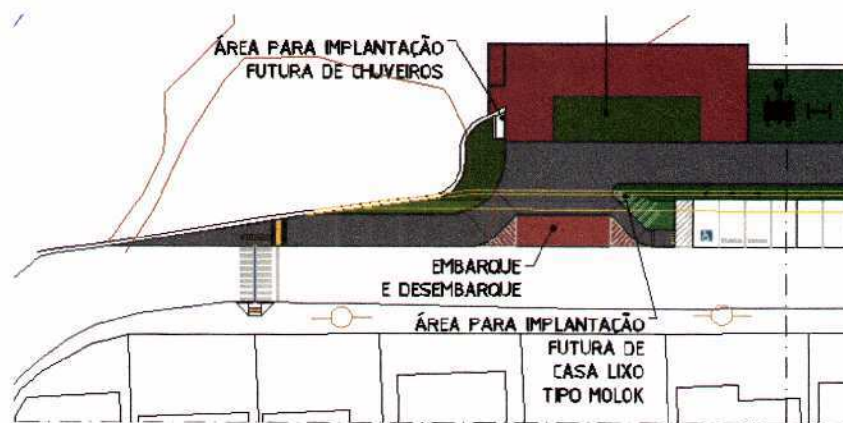 ÁREA PARA IMPLANTAÇÃO
FUTURA DE CHUVEIROS
EMBARQUE
E DESEMBARQUE
ÁREA PARA IMPLANTAÇÃO
FUTURA DE
CASA LIXO
TIPO MOLOK